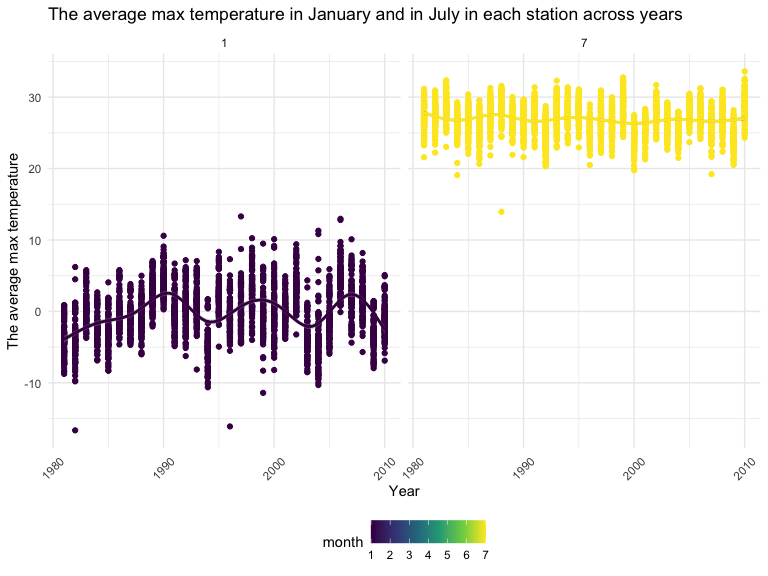 The average max temperature in January and in July in each station across years
1 7
The average max temperature
30
20
10
0
-10
1980 1990 2000 2010 1980 1990 2000 2010
Year
month
1 2 3 4 5 6 7